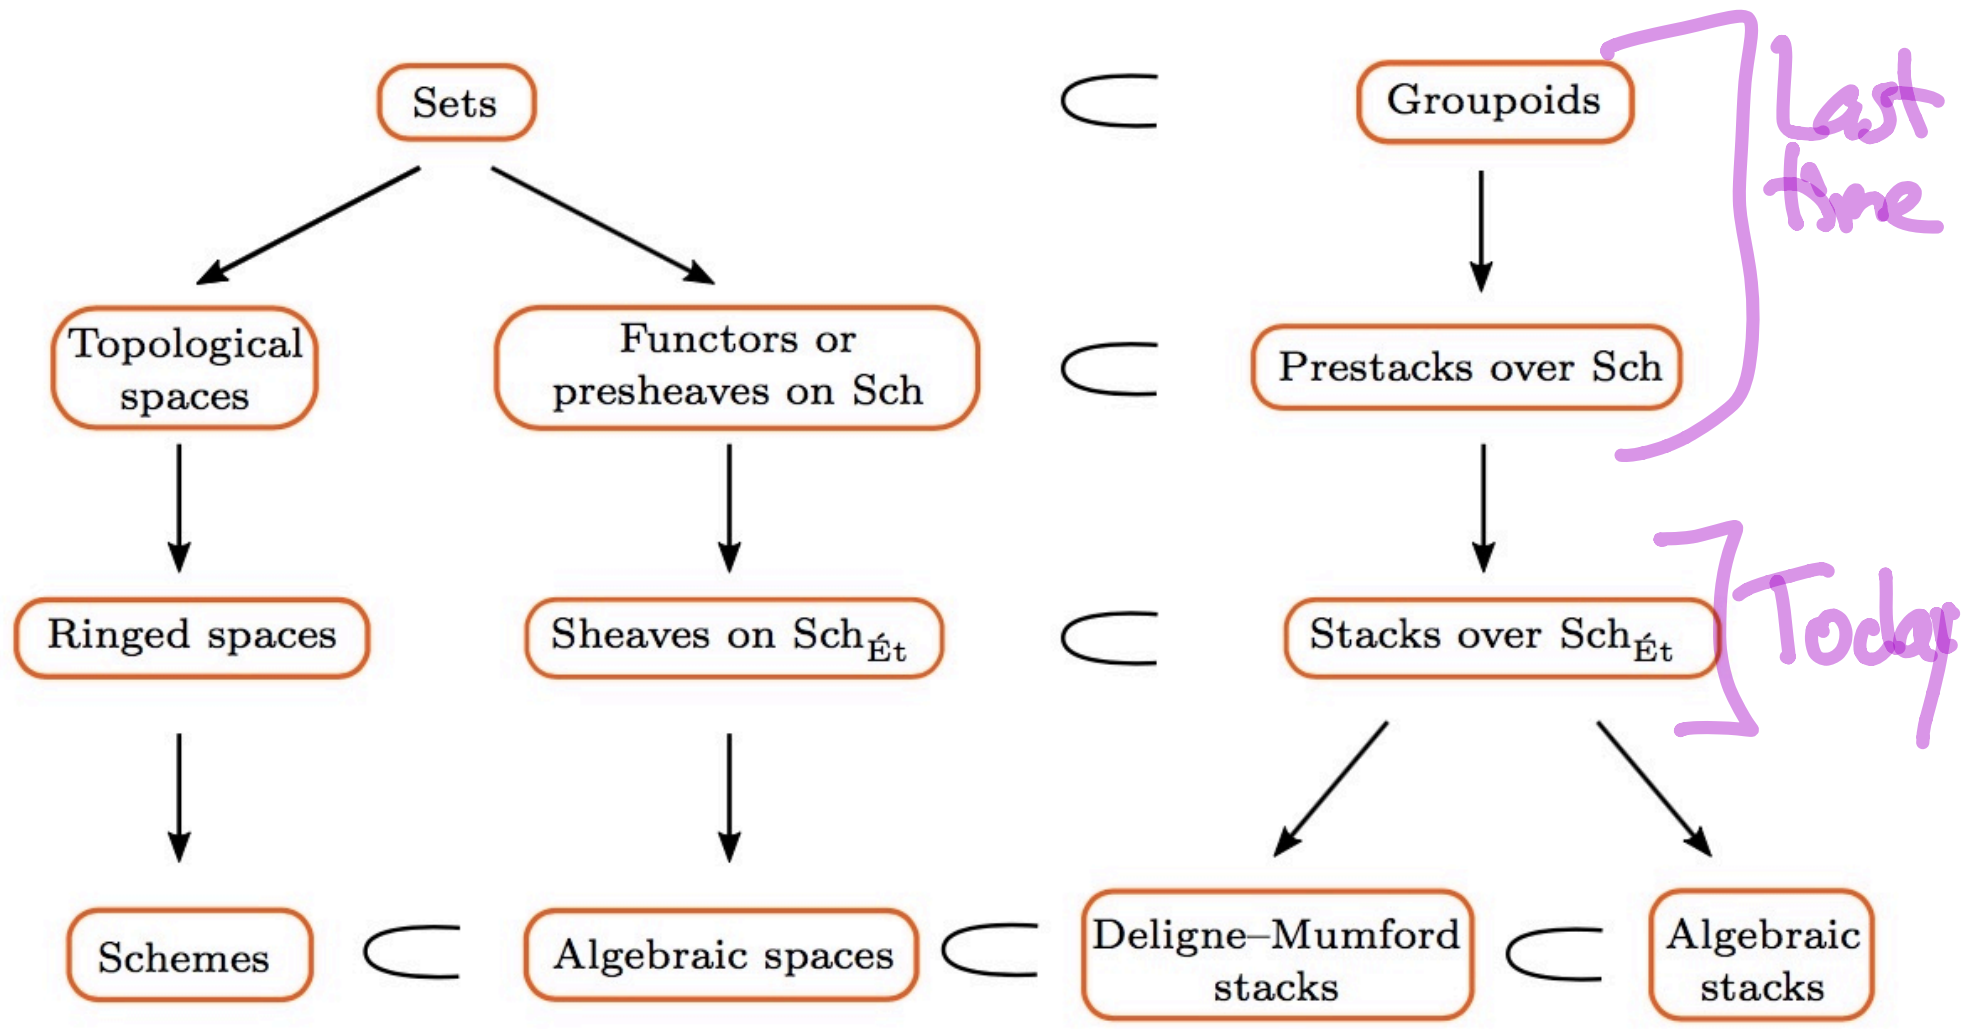 Sets
Groupoids
Last
time
Topological
spaces
Functors or
presheaves on Sch
Prestacks over Sch
Ringed spaces
Sheaves on Sch_Ét
Stacks over Sch_Ét
Today
Schemes
Algebraic spaces
Deligne–Mumford
stacks
Algebraic
stacks